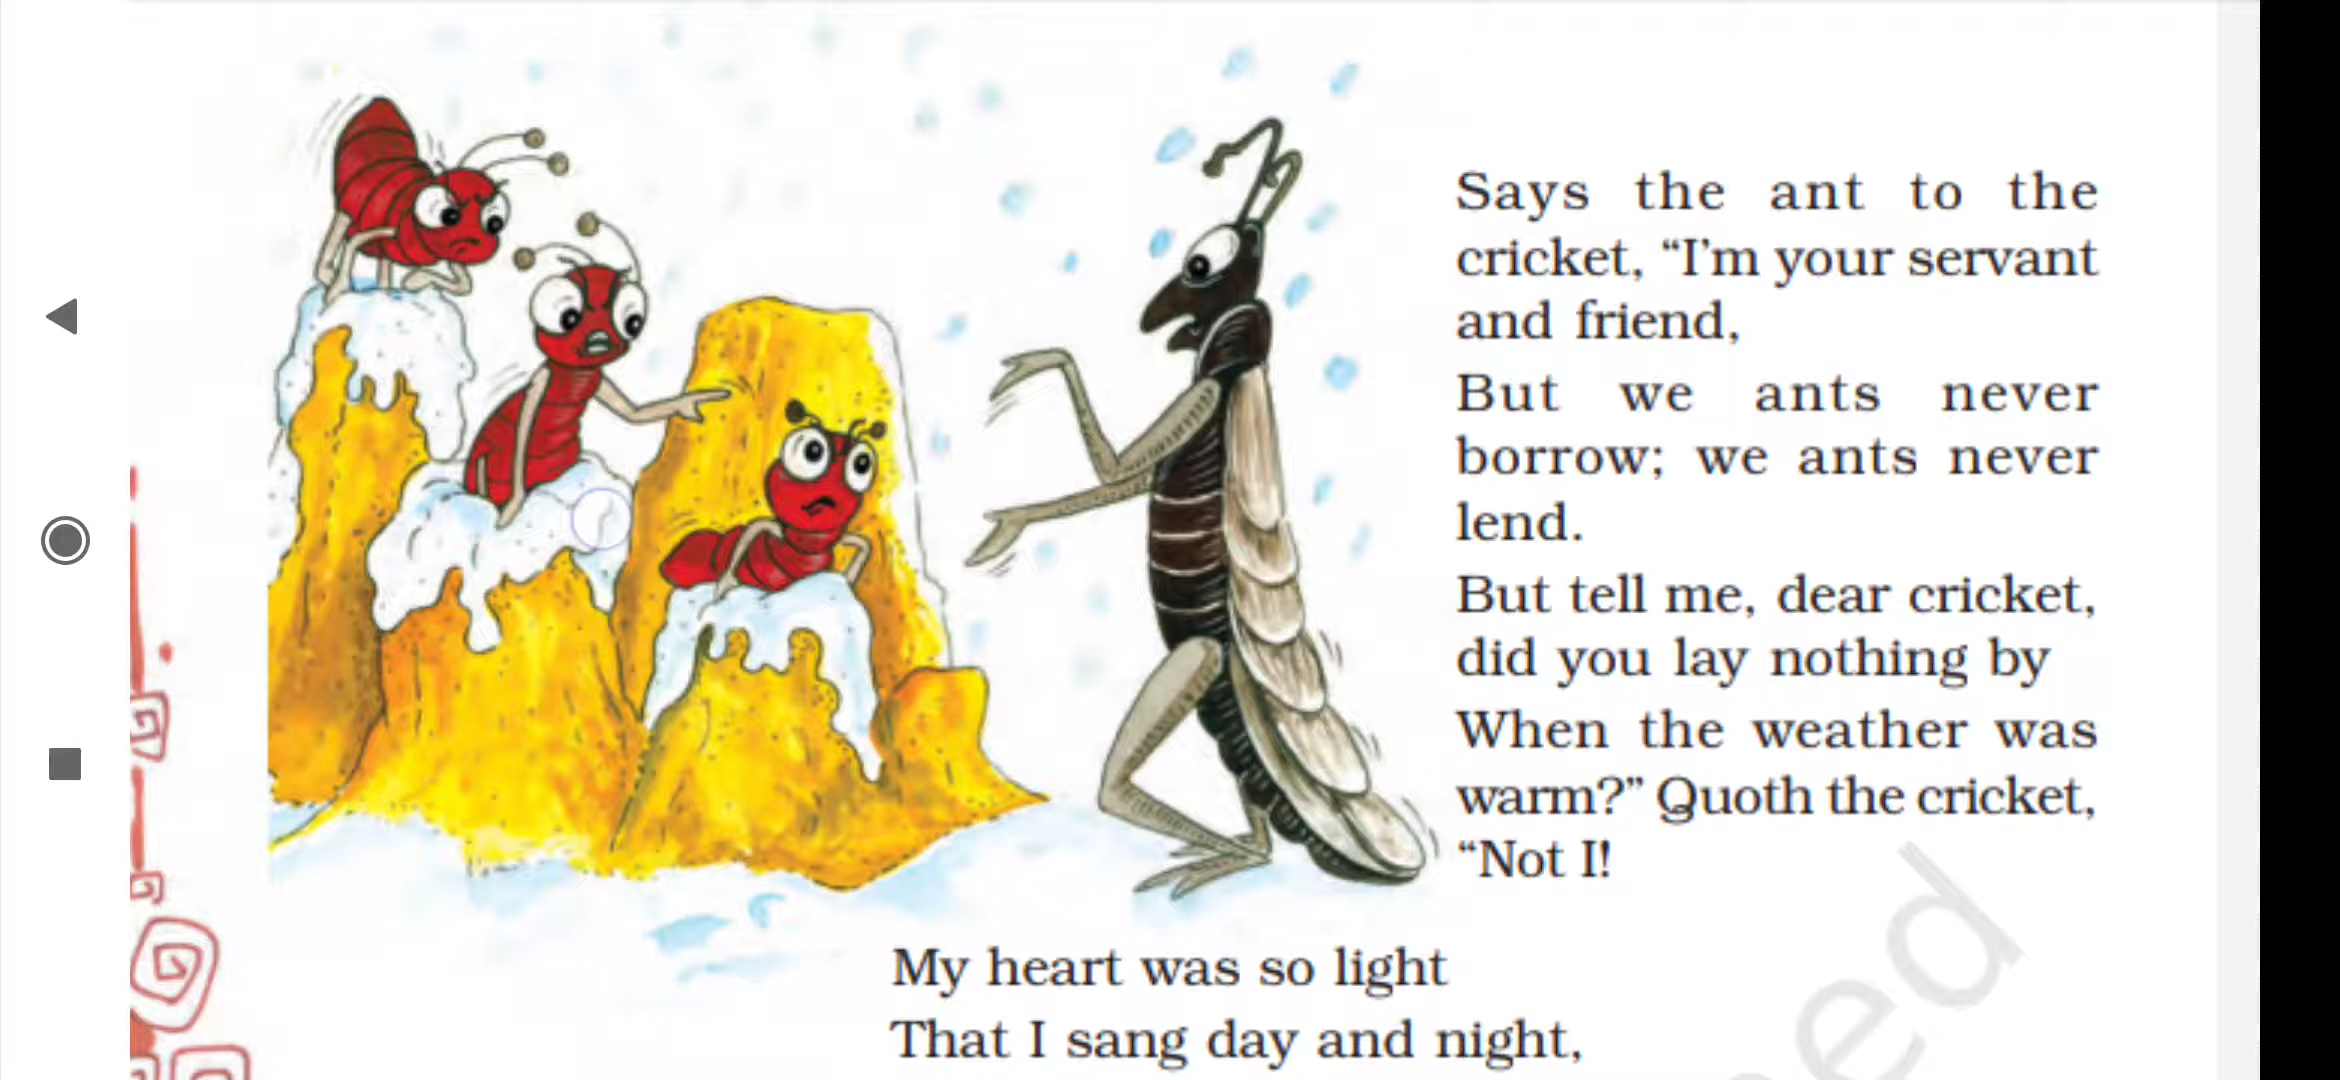 Says the ant to the
cricket, “I’m your servant
and friend,
But we ants never
borrow; we ants never
lend.
But tell me, dear cricket,
did you lay nothing by
When the weather was
warm?” Quoth the cricket,
“Not I!
My heart was so light
That I sang day and night,